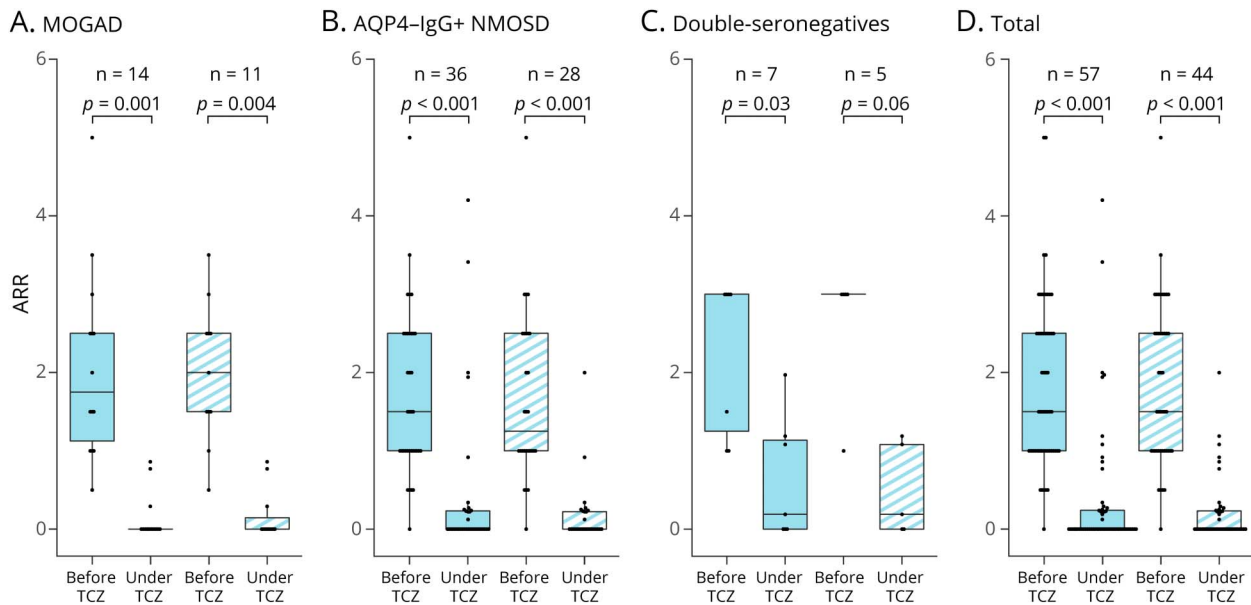 A. MOGAD
B. AQP4–IgG+ NMOSD
C. Double-seronegatives
D. Total
ARR
6
4
2
0
n = 14
p = 0.001
n = 11
p = 0.004
Before
TCZ
Under
TCZ
Before
TCZ
Under
TCZ
6
4
2
0
n = 36
p < 0.001
n = 28
p < 0.001
Before
TCZ
Under
TCZ
Before
TCZ
Under
TCZ
6
4
2
0
n = 7
p = 0.03
n = 5
p = 0.06
Before
TCZ
Under
TCZ
Before
TCZ
Under
TCZ
6
4
2
0
n = 57
p < 0.001
n = 44
p < 0.001
Before
TCZ
Under
TCZ
Before
TCZ
Under
TCZ